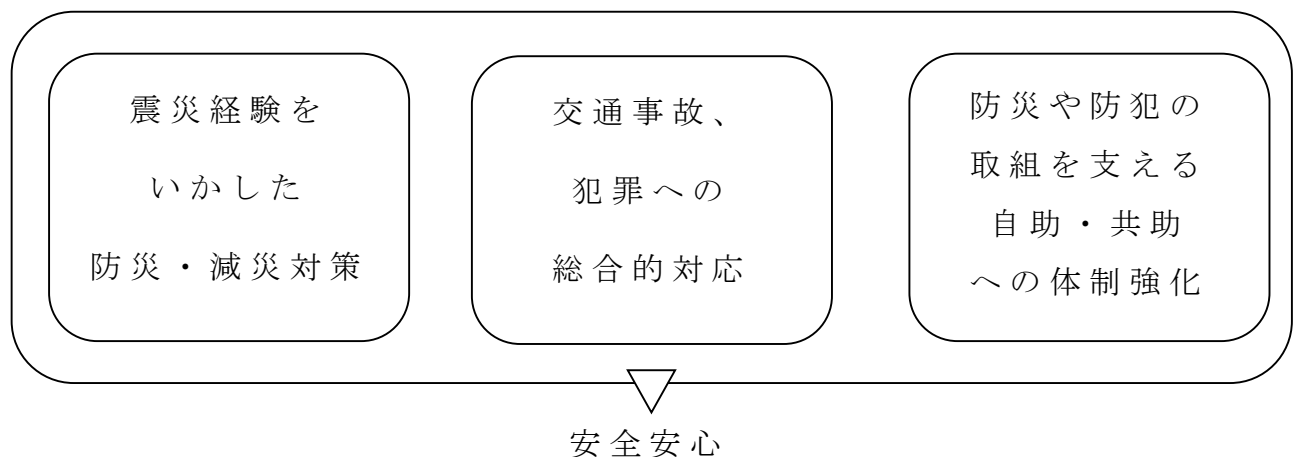 震災経験を
いかした
防災・減災対策
交通事故、
犯罪への
総合的対応
防災や防犯の
取組を支える
自助・共助
への体制強化
安全安心